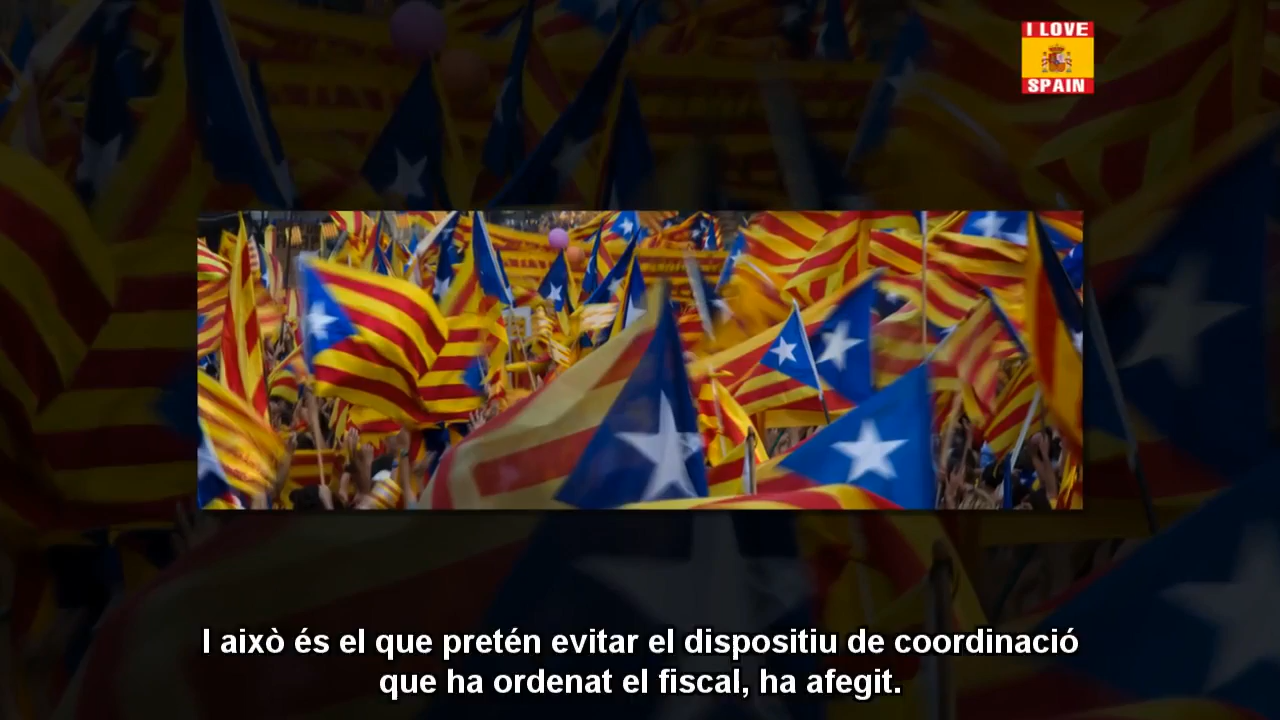 I LOVE
SPAIN
I això és el que pretén evitar el dispositiu de coordinació
que ha ordenat el fiscal, ha afegit.